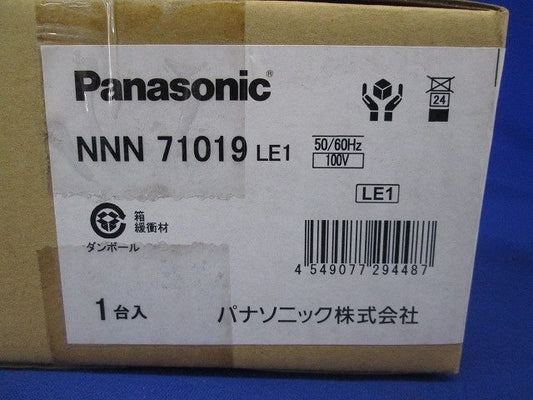 Panasonic®
24
NNN 71019 LE1
50/60Hz
100V
LE1
箱
緩衝材
ダンボール
4 549077 294487
1台入
パナソニック株式会社